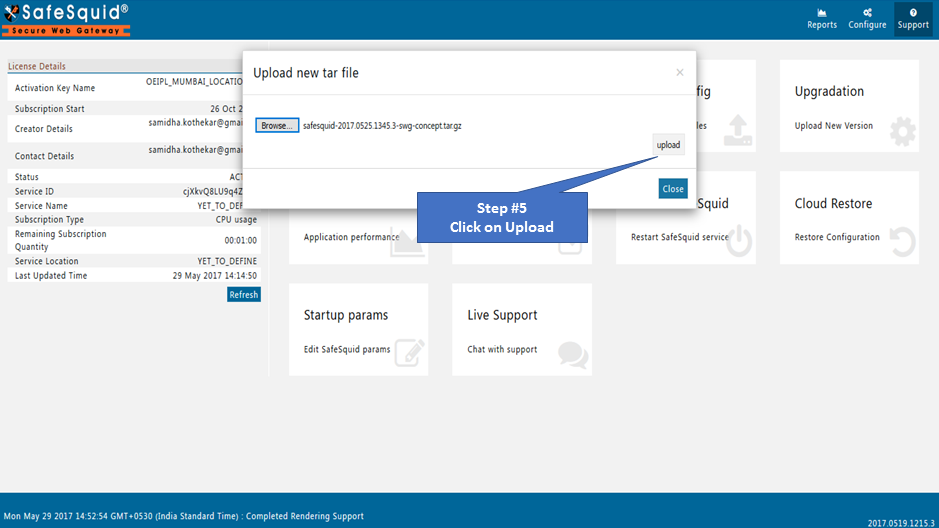 SafeSquid®
Secure Web Gateway
Reports
Configure
Support
License Details
Activation Key Name OEIPL_MUMBAI_LOCATIO
Subscription Start 26 Oct 2
Creator Details samidha.kothekar@gma
Contact Details samidha.kothekar@gma
Status ACT
Service ID cjXkvQ8LU9q4Z
Service Name YET_TO_DEF
Subscription Type CPU usage
Remaining Subscription
Quantity 00:01:00
Service Location YET_TO_DEFINE
Last Updated Time 29 May 2017 14:14:50
Refresh
Upload new tar file
×
Browse... safesquid-2017.0525.1345.3-swg-concept.tar.gz
upload
Close
Step #5
Click on Upload
fig
les
Upgradation
Upload New Version
Application performance
Squid
Restart SafeSquid service
Cloud Restore
Restore Configuration
Startup params
Edit SafeSquid params
Live Support
Chat with support
Mon May 29 2017 14:52:54 GMT+0530 (India Standard Time) : Completed Rendering Support
2017.0519.1215.3